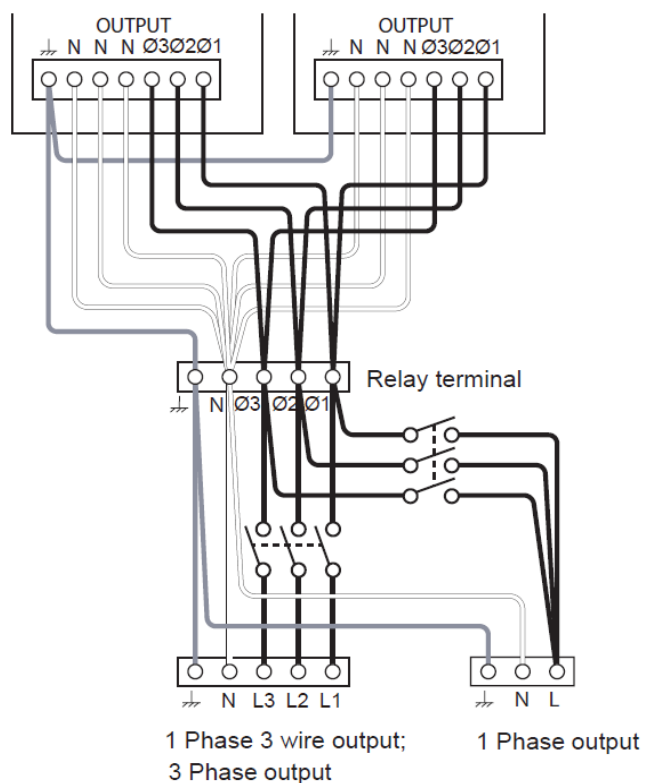 OUTPUT
N N N Ø3Ø2Ø1
OUTPUT
N N N Ø3Ø2Ø1
Relay terminal
N Ø3 Ø2 Ø1
N L3 L2 L1
N L
1 Phase 3 wire output;
3 Phase output
1 Phase output